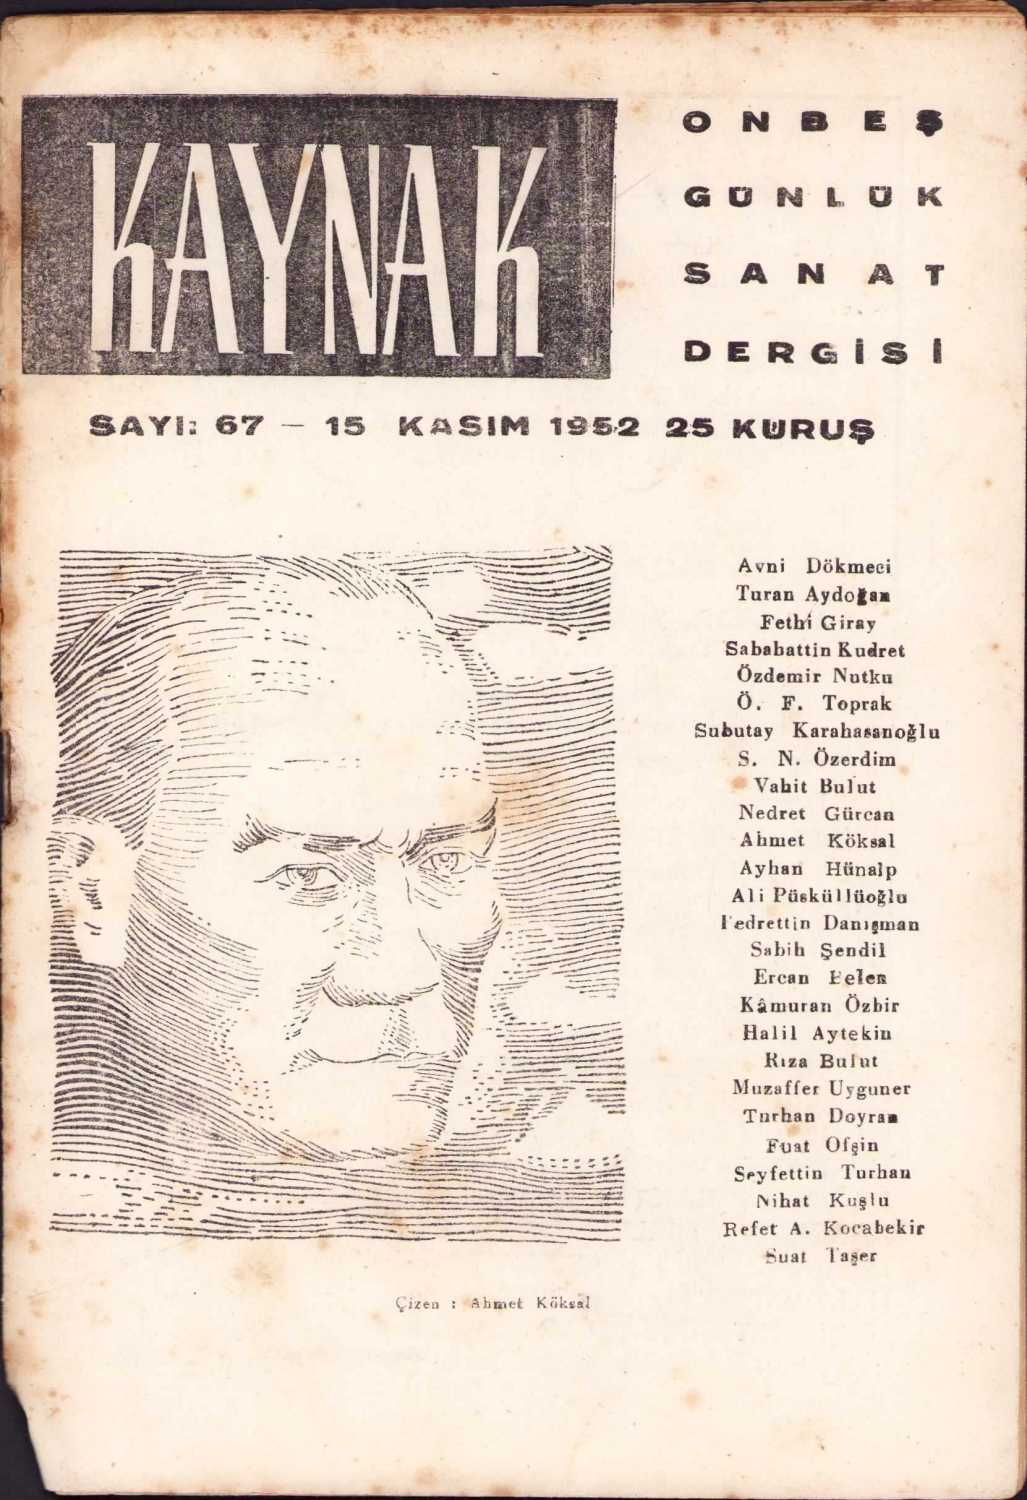 KAYNAK
ONBEŞ
GÜNLÜK
SANAT
DERGİSİ
SAYI: 67 — 15 KASIM 1952 25 KURUŞ
Avni Dökmeci
Turan Aydoğan
Fethi Giray
Sabahattin Kudret
Özdemir Nutku
Ö. F. Toprak
Subutay Karahasanoğlu
S. N. Özerdim
Vahit Bulut
Nedret Gürcan
Ahmet Köksal
Ayhan Hünalp
Ali Püsküllüoğlu
Bedrettin Danışman
Sabih Şendil
Ercan Belen
Kâmuran Özbir
Halil Aytekin
Rıza Bulut
Muzaffer Uyguner
Turhan Doyran
Fuat Ofşin
Seyfettin Turhan
Nihat Kuşlu
Refet A. Kocabekir
Suat Taşer
Çizen : Ahmet Köksal